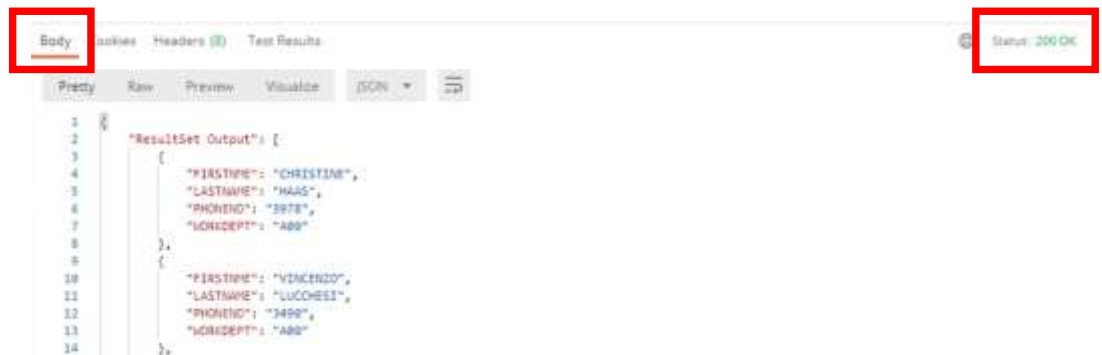 Body Cookies Headers (8) Test Results Status: 200 OK
Pretty Raw Preview Visualize JSON
1 {
2 "ResultSet Output": [
3 {
4 "FIRSTNME": "CHRISTINE",
5 "LASTNAME": "HAAS",
6 "PHONENO": "3978",
7 "WORKDEPT": "A00"
8 },
9 {
10 "FIRSTNME": "VINCENZO",
11 "LASTNAME": "LUCCHESI",
12 "PHONENO": "3490",
13 "WORKDEPT": "A00"
14 },